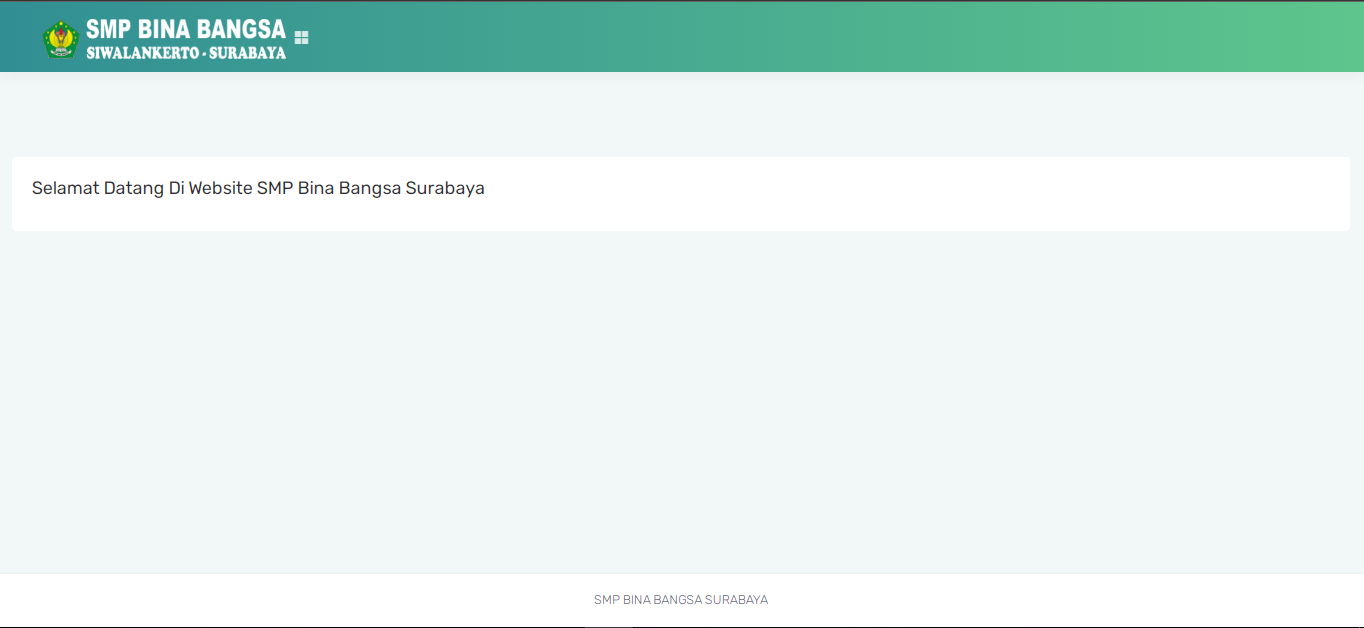 SMP BINA BANGSA
SIWALANKERTO - SURABAYA
Selamat Datang Di Website SMP Bina Bangsa Surabaya
SMP BINA BANGSA SURABAYA